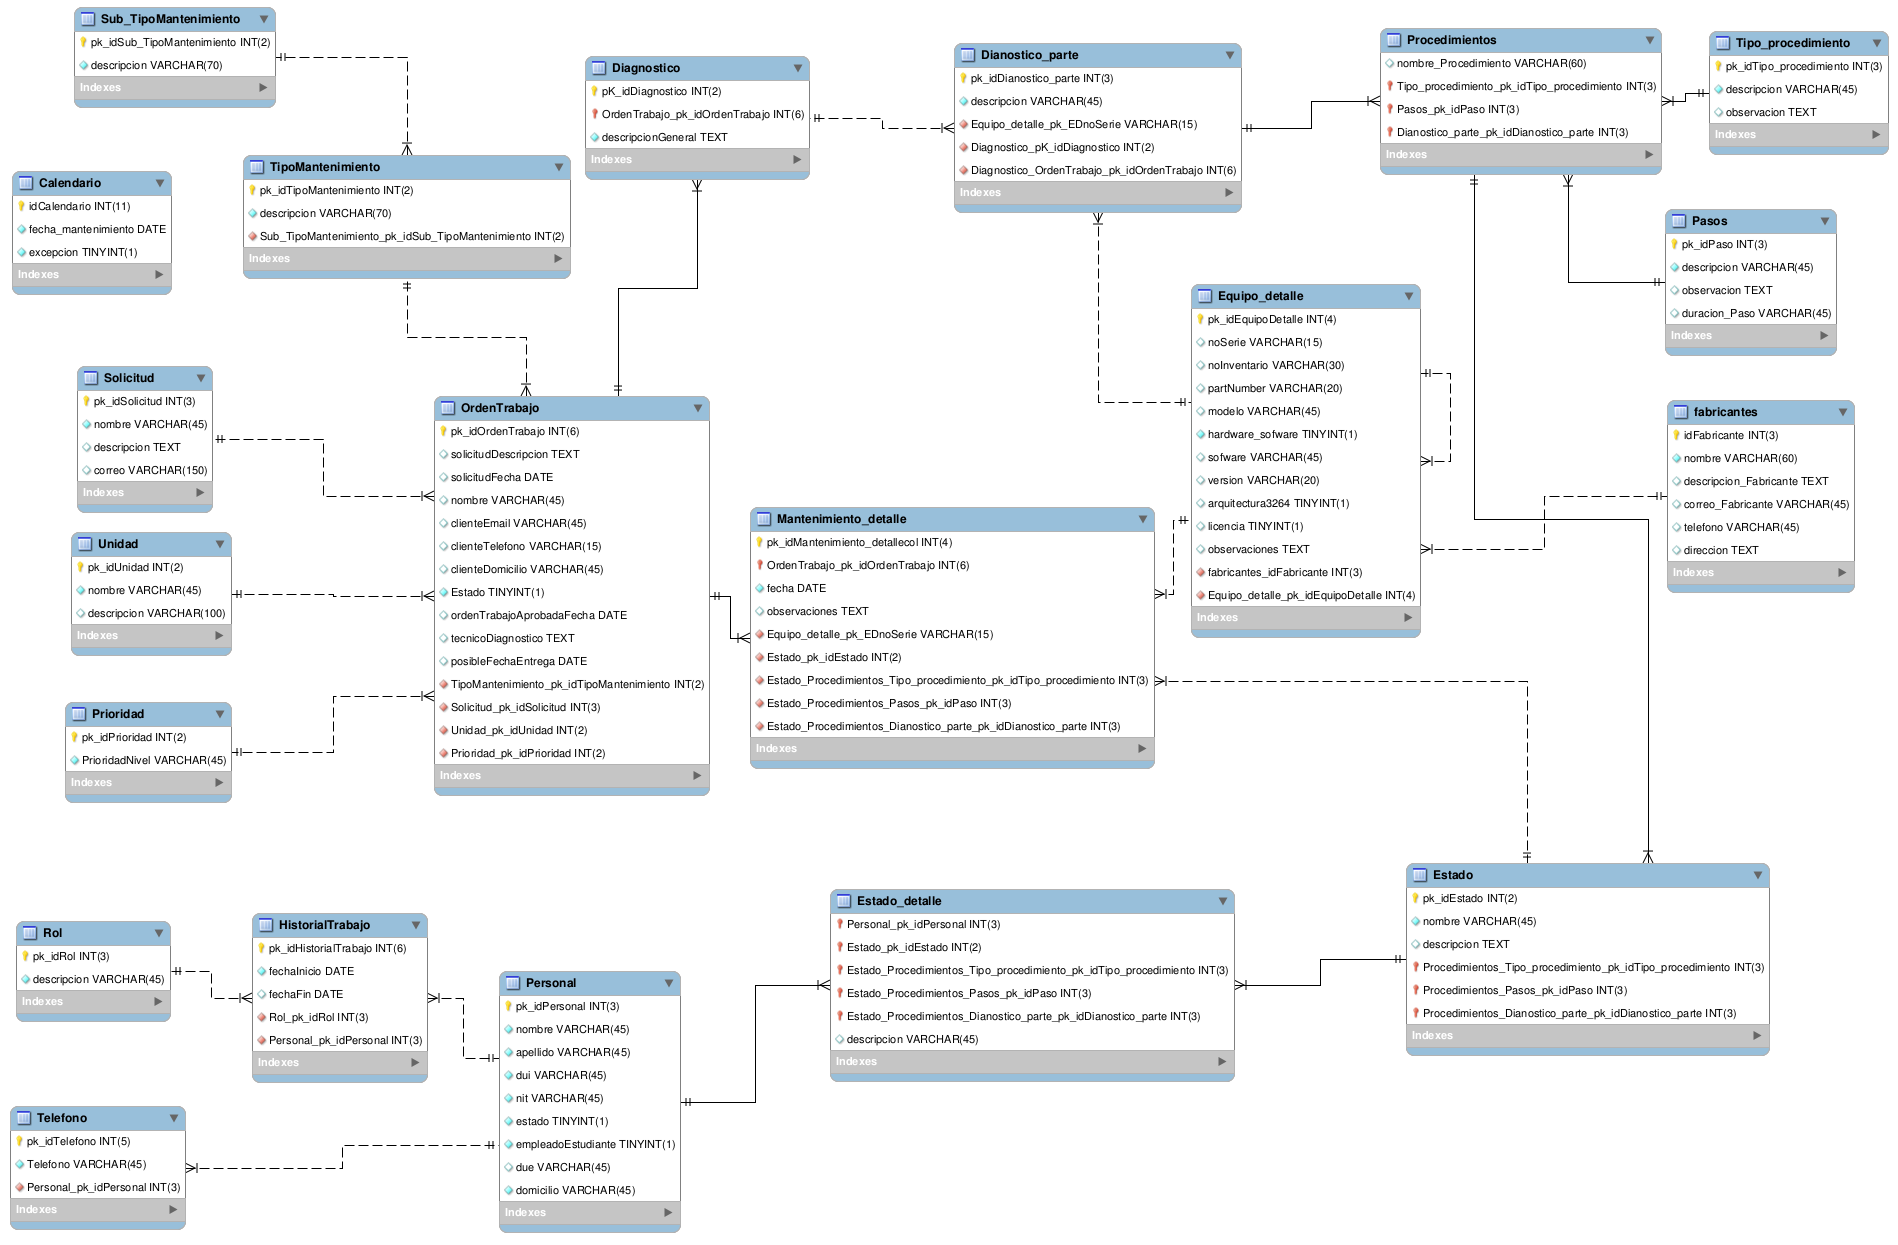 Sub_TipoMantenimiento
pk_idSub_TipoMantenimiento INT(2)
descripcion VARCHAR(70)
Indexes
Diagnostico
pK_idDiagnostico INT(2)
OrdenTrabajo_pk_idOrdenTrabajo INT(6)
descripcionGeneral TEXT
Indexes
Dianostico_parte
pk_idDianostico_parte INT(3)
descripcion VARCHAR(45)
Equipo_detalle_pk_EDnoSerie VARCHAR(15)
Diagnostico_pK_idDiagnostico INT(2)
Diagnostico_OrdenTrabajo_pk_idOrdenTrabajo INT(6)
Indexes
Procedimientos
nombre_Procedimiento VARCHAR(60)
Tipo_procedimiento_pk_idTipo_procedimiento INT(3)
Pasos_pk_idPaso INT(3)
Dianostico_parte_pk_idDianostico_parte INT(3)
Indexes
Tipo_procedimiento
pk_idTipo_procedimiento INT(3)
descripcion VARCHAR(45)
observacion TEXT
Indexes
Calendario
idCalendario INT(11)
fecha_mantenimiento DATE
excepcion TINYINT(1)
Indexes
TipoMantenimiento
pk_idTipoMantenimiento INT(2)
descripcion VARCHAR(70)
Sub_TipoMantenimiento_pk_idSub_TipoMantenimiento INT(2)
Indexes
Pasos
pk_idPaso INT(3)
descripcion VARCHAR(45)
observacion TEXT
duracion_Paso VARCHAR(45)
Indexes
Equipo_detalle
pk_idEquipoDetalle INT(4)
noSerie VARCHAR(15)
noInventario VARCHAR(30)
partNumber VARCHAR(20)
modelo VARCHAR(45)
hardware_sofware TINYINT(1)
sofware VARCHAR(45)
version VARCHAR(20)
arquitectura3264 TINYINT(1)
licencia TINYINT(1)
observaciones TEXT
fabricantes_idFabricante INT(3)
Equipo_detalle_pk_idEquipoDetalle INT(4)
Indexes
Solicitud
pk_idSolicitud INT(3)
nombre VARCHAR(45)
descripcion TEXT
correo VARCHAR(150)
Indexes
OrdenTrabajo
pk_idOrdenTrabajo INT(6)
solicitudDescripcion TEXT
solicitudFecha DATE
nombre VARCHAR(45)
clienteEmail VARCHAR(45)
clienteTelefono VARCHAR(15)
clienteDomicilio VARCHAR(45)
Estado TINYINT(1)
ordenTrabajoAprobadaFecha DATE
tecnicoDiagnostico TEXT
posibleFechaEntrega DATE
TipoMantenimiento_pk_idTipoMantenimiento INT(2)
Solicitud_pk_idSolicitud INT(3)
Unidad_pk_idUnidad INT(2)
Prioridad_pk_idPrioridad INT(2)
Indexes
fabricantes
idFabricante INT(3)
nombre VARCHAR(60)
descripcion_Fabricante TEXT
correo_Fabricante VARCHAR(45)
telefono VARCHAR(45)
direccion TEXT
Indexes
Mantenimiento_detalle
pk_idMantenimiento_detallecol INT(4)
OrdenTrabajo_pk_idOrdenTrabajo INT(6)
fecha DATE
observaciones TEXT
Equipo_detalle_pk_EDnoSerie VARCHAR(15)
Estado_pk_idEstado INT(2)
Estado_Procedimientos_Tipo_procedimiento_pk_idTipo_procedimiento INT(3)
Estado_Procedimientos_Pasos_pk_idPaso INT(3)
Estado_Procedimientos_Dianostico_parte_pk_idDianostico_parte INT(3)
Indexes
Unidad
pk_idUnidad INT(2)
nombre VARCHAR(45)
descripcion VARCHAR(100)
Indexes
Prioridad
pk_idPrioridad INT(2)
PrioridadNivel VARCHAR(45)
Indexes
Estado
pk_idEstado INT(2)
nombre VARCHAR(45)
descripcion TEXT
Procedimientos_Tipo_procedimiento_pk_idTipo_procedimiento INT(3)
Procedimientos_Pasos_pk_idPaso INT(3)
Procedimientos_Dianostico_parte_pk_idDianostico_parte INT(3)
Indexes
Estado_detalle
Personal_pk_idPersonal INT(3)
Estado_pk_idEstado INT(2)
Estado_Procedimientos_Tipo_procedimiento_pk_idTipo_procedimiento INT(3)
Estado_Procedimientos_Pasos_pk_idPaso INT(3)
Estado_Procedimientos_Dianostico_parte_pk_idDianostico_parte INT(3)
descripcion VARCHAR(45)
Indexes
Rol
pk_idRol INT(3)
descripcion VARCHAR(45)
Indexes
HistorialTrabajo
pk_idHistorialTrabajo INT(6)
fechaInicio DATE
fechaFin DATE
Rol_pk_idRol INT(3)
Personal_pk_idPersonal INT(3)
Indexes
Personal
pk_idPersonal INT(3)
nombre VARCHAR(45)
apellido VARCHAR(45)
dui VARCHAR(45)
nit VARCHAR(45)
estado TINYINT(1)
empleadoEstudiante TINYINT(1)
due VARCHAR(45)
domicilio VARCHAR(45)
Indexes
Telefono
pk_idTelefono INT(5)
Telefono VARCHAR(45)
Personal_pk_idPersonal INT(3)
Indexes